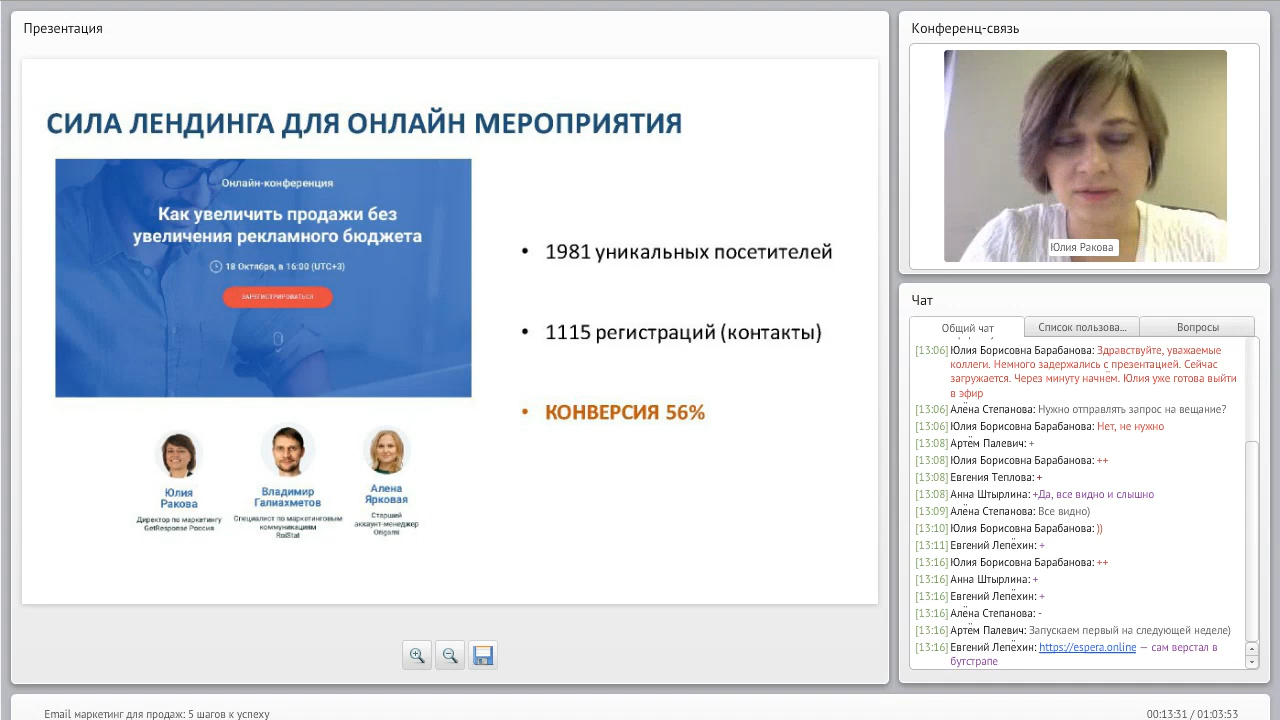 Презентация
СИЛА ЛЕНДИНГА ДЛЯ ОНЛАЙН МЕРОПРИЯТИЯ
Онлайн-конференция
Как увеличить продажи без
увеличения рекламного бюджета
18 Октября, в 16:00 (UTC+3)
ЗАРЕГИСТРИРОВАТЬСЯ
• 1981 уникальных посетителей
• 1115 регистраций (контакты)
• КОНВЕРСИЯ 56%
Юлия
Ракова
Директор по маркетингу
GetResponse Россия
Владимир
Галиахметов
Специалист по маркетинговым
коммуникациям
RoiStat
Алена
Ярковая
Старший
аккаунт-менеджер
Origami
Конференц-связь
Юлия Ракова
Чат
Общий чат
Список пользова...
Вопросы
[13:06] Юлия Борисовна Барабанова: Здравствуйте, уважаемые
коллеги. Немного задержались с презентацией. Сейчас
загружается. Через минуту начнём. Юлия уже готова выйти
в эфир
[13:06] Алёна Степанова: Нужно отправлять запрос на вещание?
[13:06] Юлия Борисовна Барабанова: Нет, не нужно
[13:08] Артём Палевич: +
[13:08] Юлия Борисовна Барабанова: ++
[13:08] Евгения Теплова: +
[13:08] Анна Штырлина: +Да, все видно и слышно
[13:09] Алёна Степанова: Все видно)
[13:10] Юлия Борисовна Барабанова: ))
[13:11] Евгений Лепёхин: +
[13:16] Юлия Борисовна Барабанова: ++
[13:16] Анна Штырлина: +
[13:16] Евгений Лепёхин: +
[13:16] Алёна Степанова: -
[13:16] Артём Палевич: Запускаем первый на следующей неделе)
[13:16] Евгений Лепёхин: https://espera.online — сам верстал в
бутстрапе
Email маркетинг для продаж: 5 шагов к успеху
00:13:31 / 01:03:53